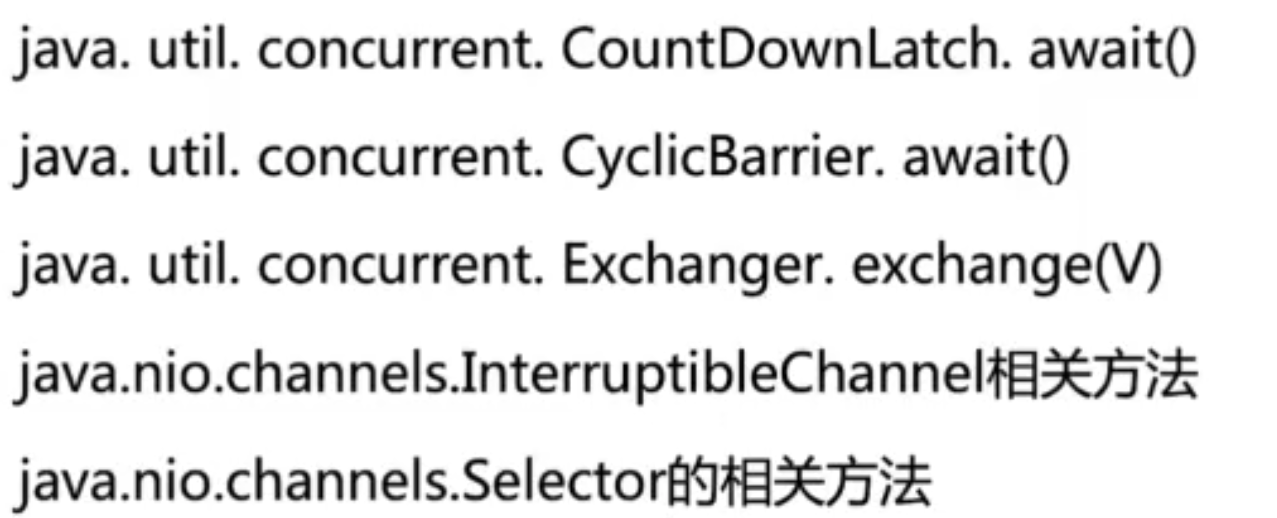 java. util. concurrent. CountDownLatch. await()
java. util. concurrent. CyclicBarrier. await()
java. util. concurrent. Exchanger. exchange(V)
java.nio.channels.InterruptibleChannel相关方法
java.nio.channels.Selector的相关方法